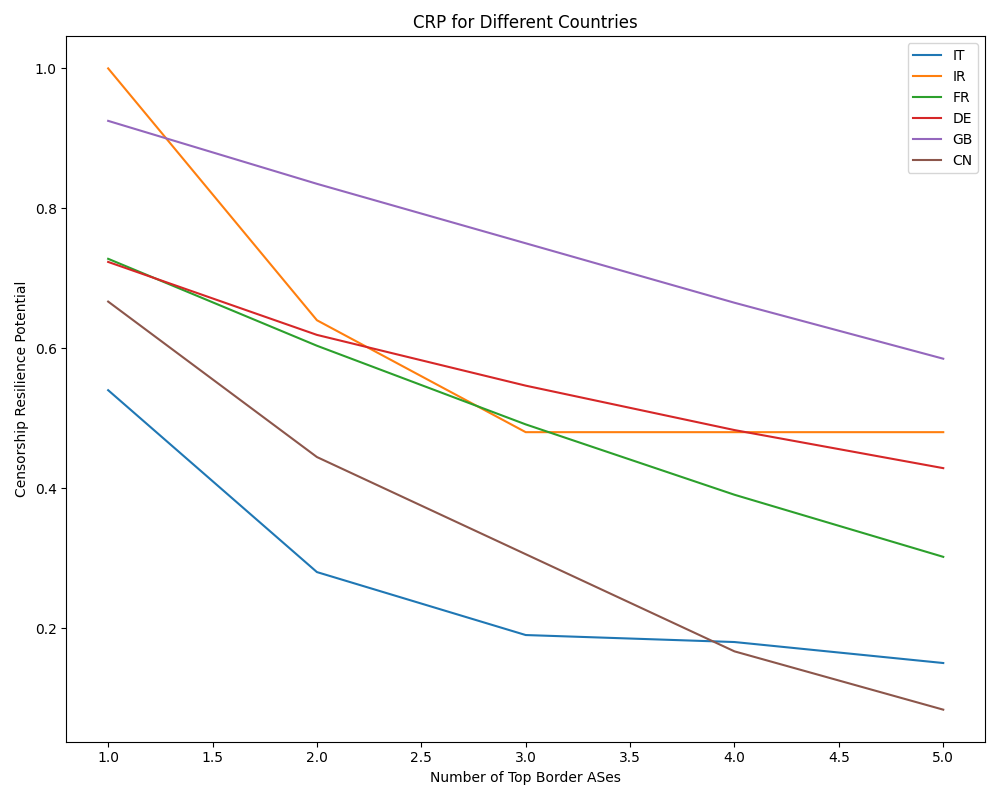 CRP for Different Countries
IT
IR
FR
DE
GB
CN
Censorship Resilience Potential
1.0
0.8
0.6
0.4
0.2
1.0 1.5 2.0 2.5 3.0 3.5 4.0 4.5 5.0
Number of Top Border ASes